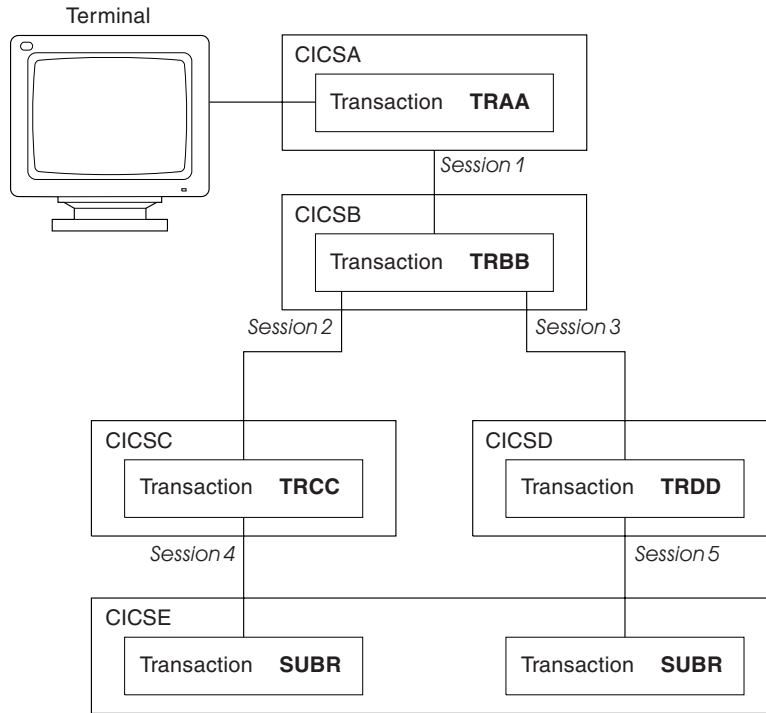 Terminal
CICSA
Transaction TRAA
Session 1
CICSB
Transaction TRBB
Session 2
Session 3
CICSC
Transaction TRCC
CICSD
Transaction TRDD
Session 4
Session 5
CICSE
Transaction SUBR
Transaction SUBR